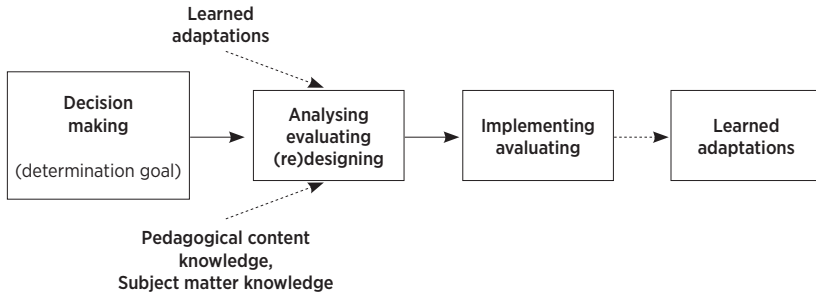 Learned
adaptations
Decision
making
(determination goal)
Analysing
evaluating
(re)designing
Implementing
avaluating
Learned
adaptations
Pedagogical content
knowledge,
Subject matter knowledge